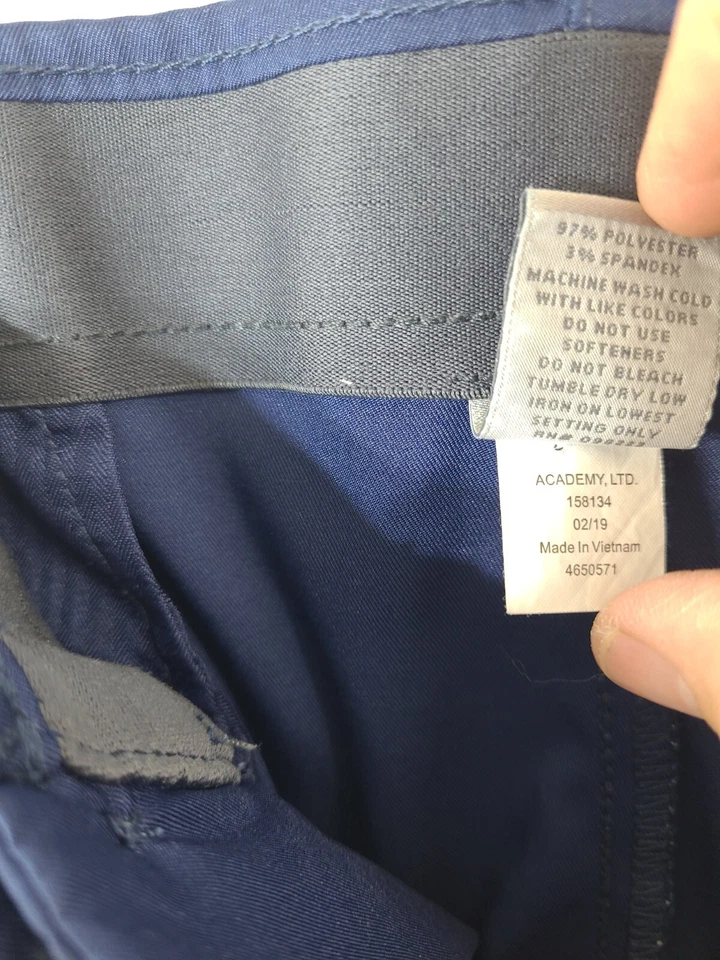 97% POLYESTER
3% SPANDEX
MACHINE WASH COLD
WITH LIKE COLORS
DO NOT USE
SOFTENERS
DO NOT BLEACH
TUMBLE DRY LOW
IRON ON LOWEST
SETTING ONLY
RN#
ACADEMY, LTD.
158134
02/19
Made In Vietnam
4650571